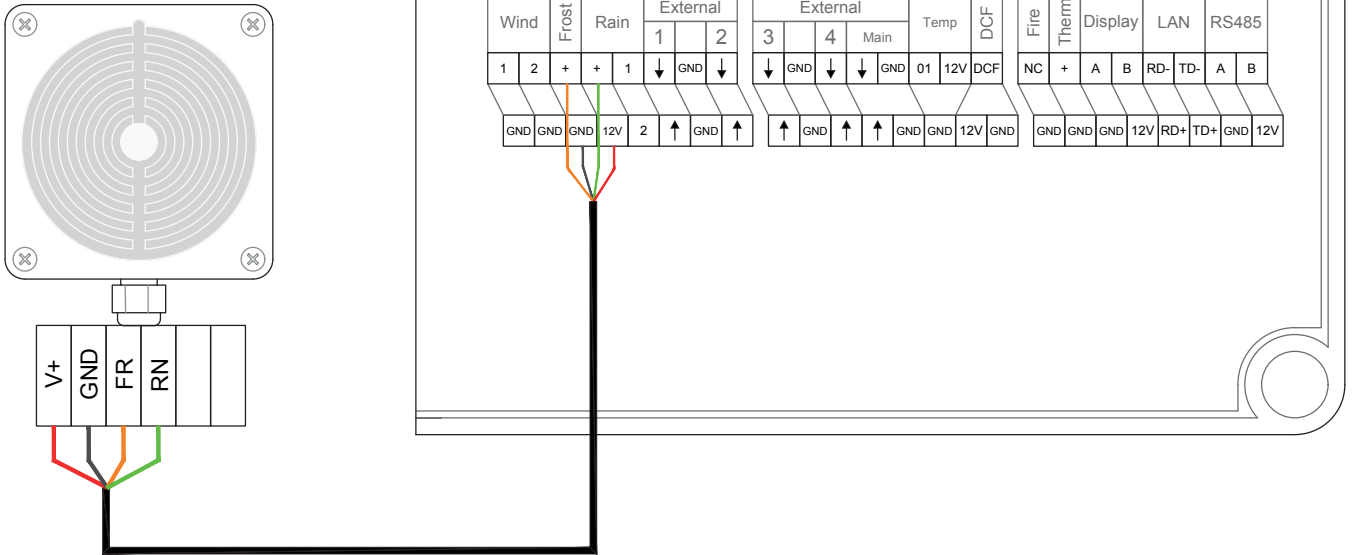 Wind Frost Rain External External Temp DCF Fire Therm Display LAN RS485
1 2 3 4 Main
1 2 + + 1 ↓ GND ↓ ↓ GND ↓ ↓ GND 01 12V DCF NC + A B RD- TD- A B
GND GND GND 12V 2 ↑ GND ↑ ↑ GND ↑ ↑ GND GND 12V GND GND GND GND 12V RD+ TD+ GND 12V
V+ GND FR RN